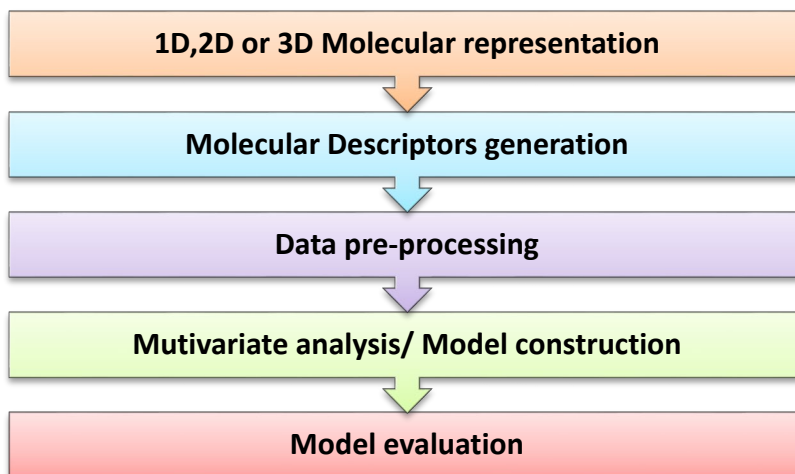 1D,2D or 3D Molecular representation
Molecular Descriptors generation
Data pre-processing
Mutivariate analysis/ Model construction
Model evaluation